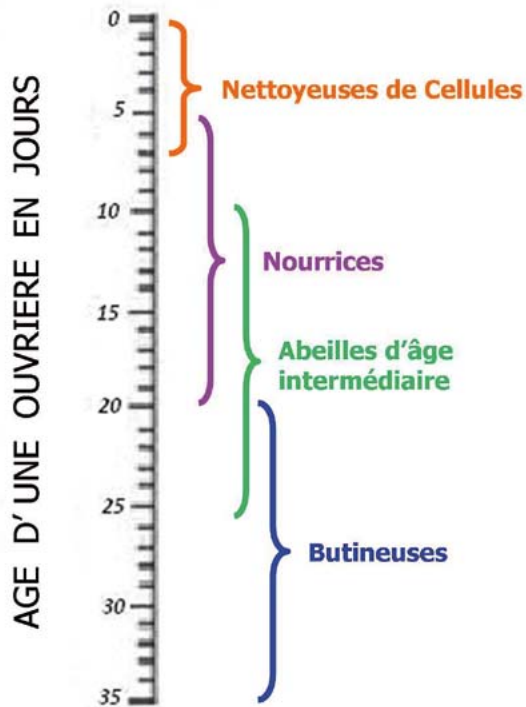 AGE D' UNE OUVRIERE EN JOURS
0
5
10
15
20
25
30
35
Nettoyeuses de Cellules
Nourrices
Abeilles d'âge
intermédiaire
Butineuses